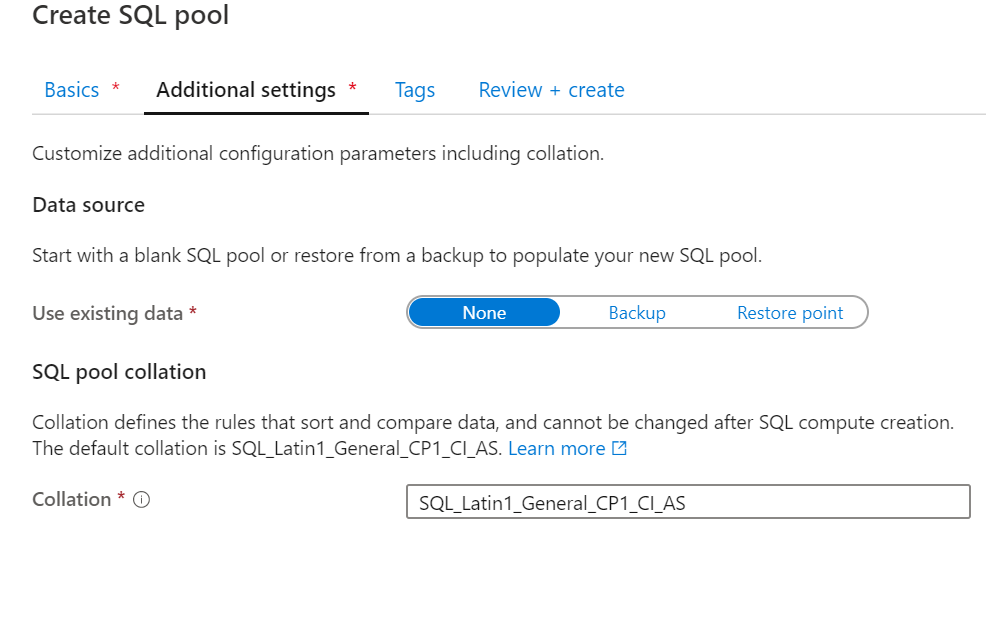 Create SQL pool
Basics * Additional settings * Tags Review + create
Customize additional configuration parameters including collation.
Data source
Start with a blank SQL pool or restore from a backup to populate your new SQL pool.
Use existing data * None Backup Restore point
SQL pool collation
Collation defines the rules that sort and compare data, and cannot be changed after SQL compute creation.
The default collation is SQL_Latin1_General_CP1_CI_AS. Learn more
Collation * SQL_Latin1_General_CP1_CI_AS